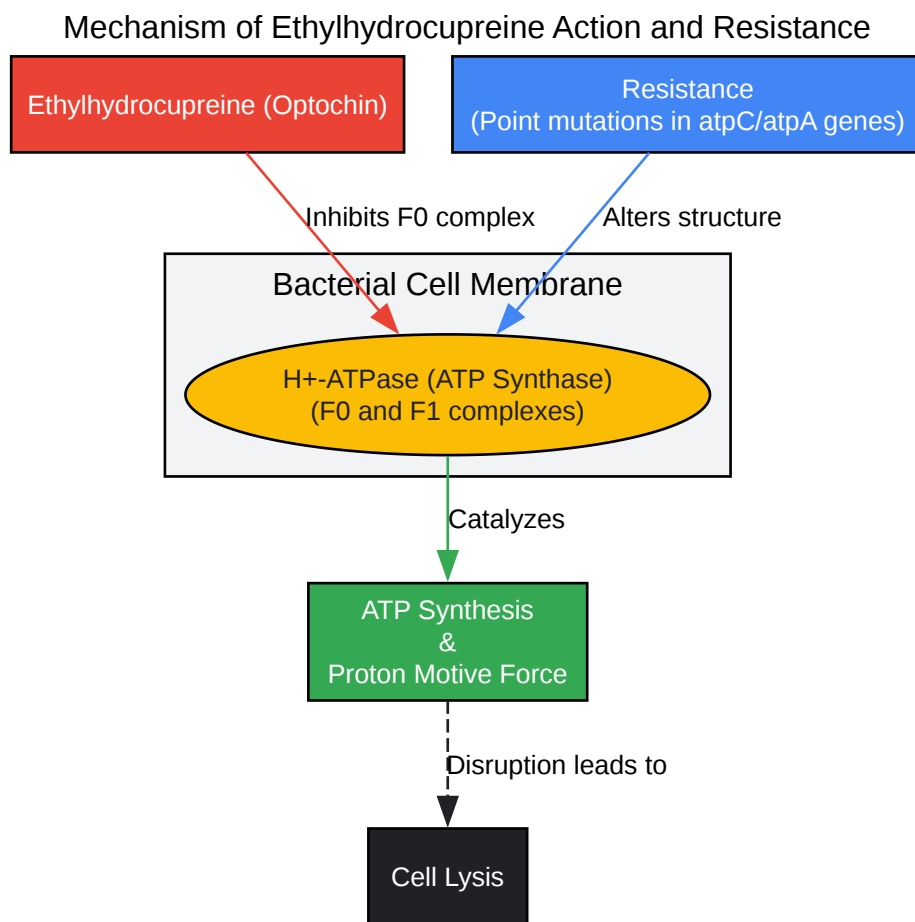 Mechanism of Ethylhydrocupreine Action and Resistance
Ethylhydrocupreine (Optochin)
Resistance
(Point mutations in atpC/atpA genes)
Inhibits F0 complex
Alters structure
Bacterial Cell Membrane
H+-ATPase (ATP Synthase)
(F0 and F1 complexes)
Catalyzes
ATP Synthesis
&
Proton Motive Force
Disruption leads to
Cell Lysis